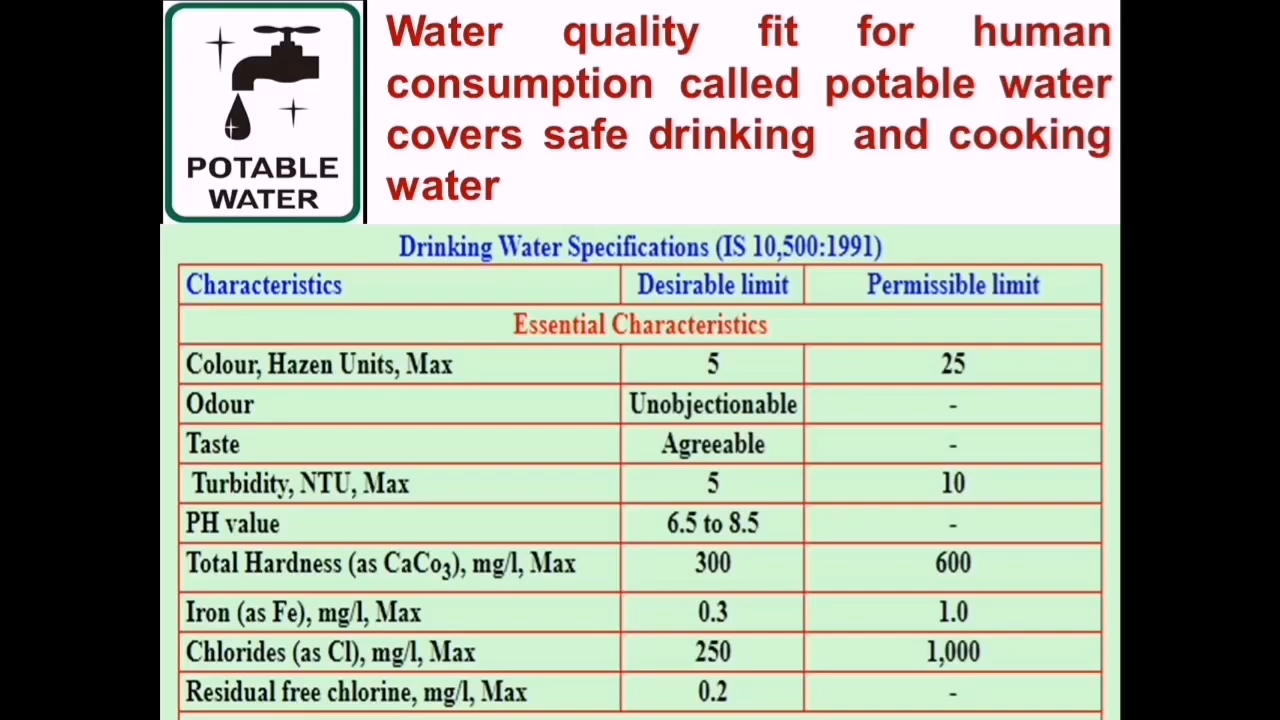 POTABLE
WATER
Water quality fit for human
consumption called potable water
covers safe drinking and cooking
water
Drinking Water Specifications (IS 10,500:1991)
Characteristics Desirable limit Permissible limit
Essential Characteristics
Colour, Hazen Units, Max 5 25
Odour Unobjectionable -
Taste Agreeable -
Turbidity, NTU, Max 5 10
PH value 6.5 to 8.5 -
Total Hardness (as CaCo3), mg/l, Max 300 600
Iron (as Fe), mg/l, Max 0.3 1.0
Chlorides (as Cl), mg/l, Max 250 1,000
Residual free chlorine, mg/l, Max 0.2 -